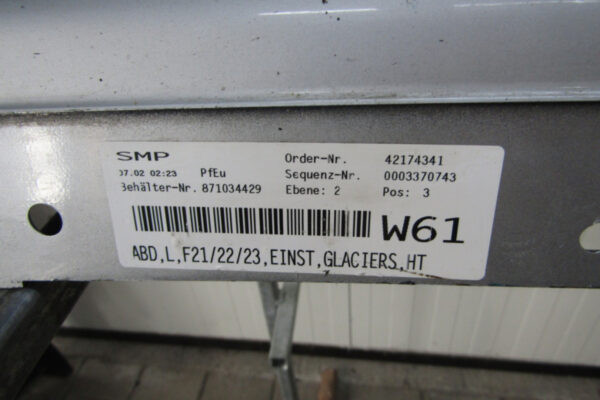 SMP
Order-Nr. 42174341
07.02 02:23 PfEu
Sequenz-Nr. 0003370743
Behälter-Nr. 871034429 Ebene: 2 Pos: 3
W61
ABD,L,F21/22/23,EINST,GLACIERS,HT